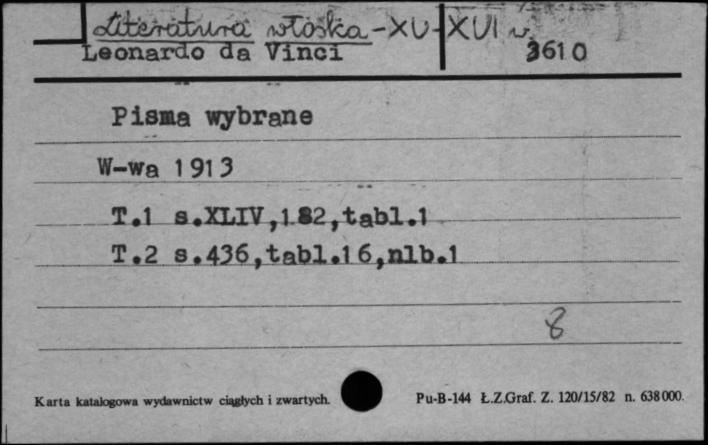 Literatura włoska - XV - XVI w.
Leonardo da Vinci 3610
Pisma wybrane
W-wa 1913
T.1 s.XLIV,182,tabl.1
T.2 s.436,tabl.16,nlb.1
8
Karta katalogowa wydawnictw ciągłych i zwartych. Pu-B-144 Ł.Z.Graf. Z. 120/15/82 n. 638000.